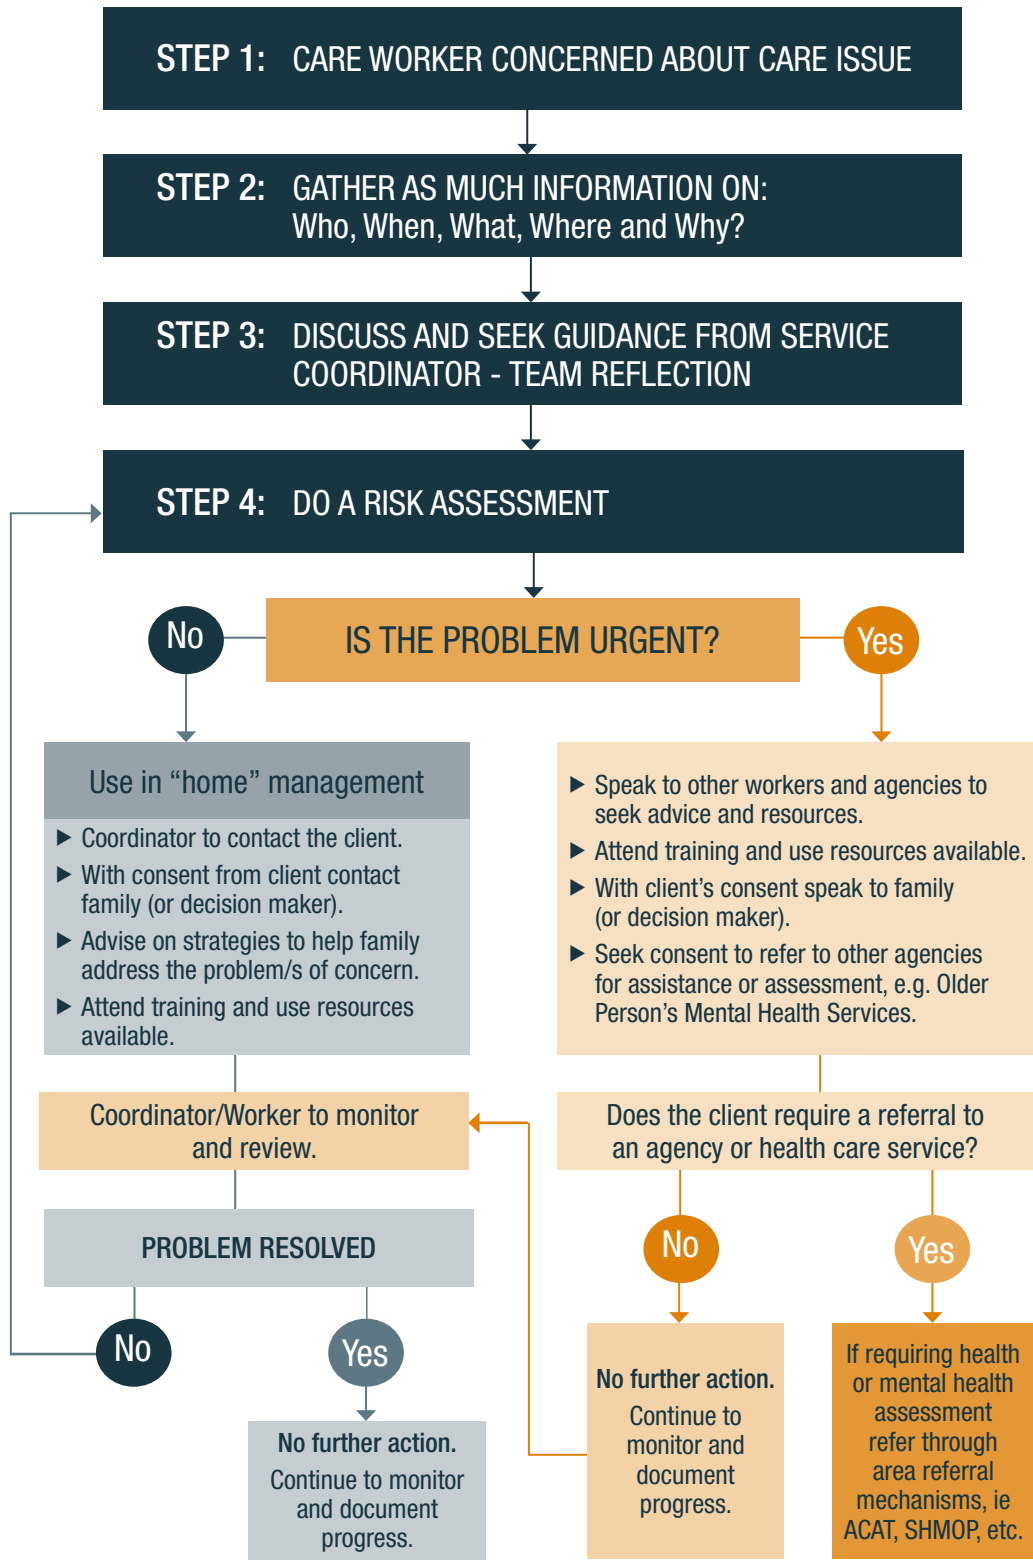 STEP 1: CARE WORKER CONCERNED ABOUT CARE ISSUE
STEP 2: GATHER AS MUCH INFORMATION ON:
Who, When, What, Where and Why?
STEP 3: DISCUSS AND SEEK GUIDANCE FROM SERVICE
COORDINATOR - TEAM REFLECTION
STEP 4: DO A RISK ASSESSMENT
IS THE PROBLEM URGENT?
No
Yes
Use in “home” management
▶ Coordinator to contact the client.
▶ With consent from client contact
family (or decision maker).
▶ Advise on strategies to help family
address the problem/s of concern.
▶ Attend training and use resources
available.
▶ Speak to other workers and agencies to
seek advice and resources.
▶ Attend training and use resources available.
▶ With client’s consent speak to family
(or decision maker).
▶ Seek consent to refer to other agencies
for assistance or assessment, e.g. Older
Person’s Mental Health Services.
Coordinator/Worker to monitor
and review.
Does the client require a referral to
an agency or health care service?
PROBLEM RESOLVED
No
Yes
No
Yes
No further action.
Continue to monitor
and document
progress.
No further action.
Continue to
monitor and
document
progress.
If requiring health
or mental health
assessment
refer through
area referral
mechanisms, ie
ACAT, SHMOP, etc.